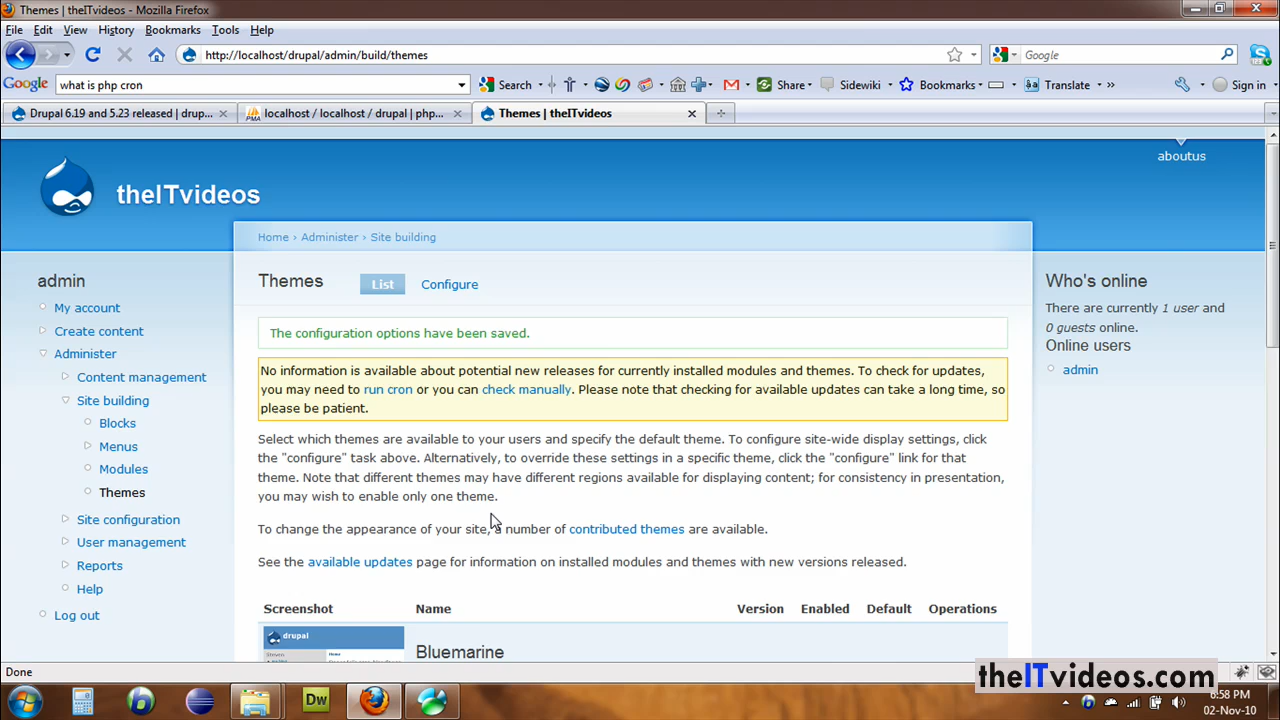 Themes | theITvideos - Mozilla Firefox
File Edit View History Bookmarks Tools Help
http://localhost/drupal/admin/build/themes
Google
Google what is php cron Search Share Sidewiki Bookmarks Translate » Sign in
Drupal 6.19 and 5.23 released | drup...
localhost / localhost / drupal | php...
Themes | theITvideos
aboutus
theITvideos
Home › Administer › Site building
admin
My account
Create content
Administer
Content management
Site building
Blocks
Menus
Modules
Themes
Site configuration
User management
Reports
Help
Log out
Themes List Configure
The configuration options have been saved.
No information is available about potential new releases for currently installed modules and themes. To check for updates,
you may need to run cron or you can check manually. Please note that checking for available updates can take a long time, so
please be patient.
Select which themes are available to your users and specify the default theme. To configure site-wide display settings, click
the "configure" task above. Alternatively, to override these settings in a specific theme, click the "configure" link for that
theme. Note that different themes may have different regions available for displaying content; for consistency in presentation,
you may wish to enable only one theme.
To change the appearance of your site, a number of contributed themes are available.
See the available updates page for information on installed modules and themes with new versions released.
Screenshot Name Version Enabled Default Operations
drupal
Bluemarine
Who's online
There are currently 1 user and
0 guests online.
Online users
admin
Done
theITvideos.com
Dw
6:58 PM
02-Nov-10